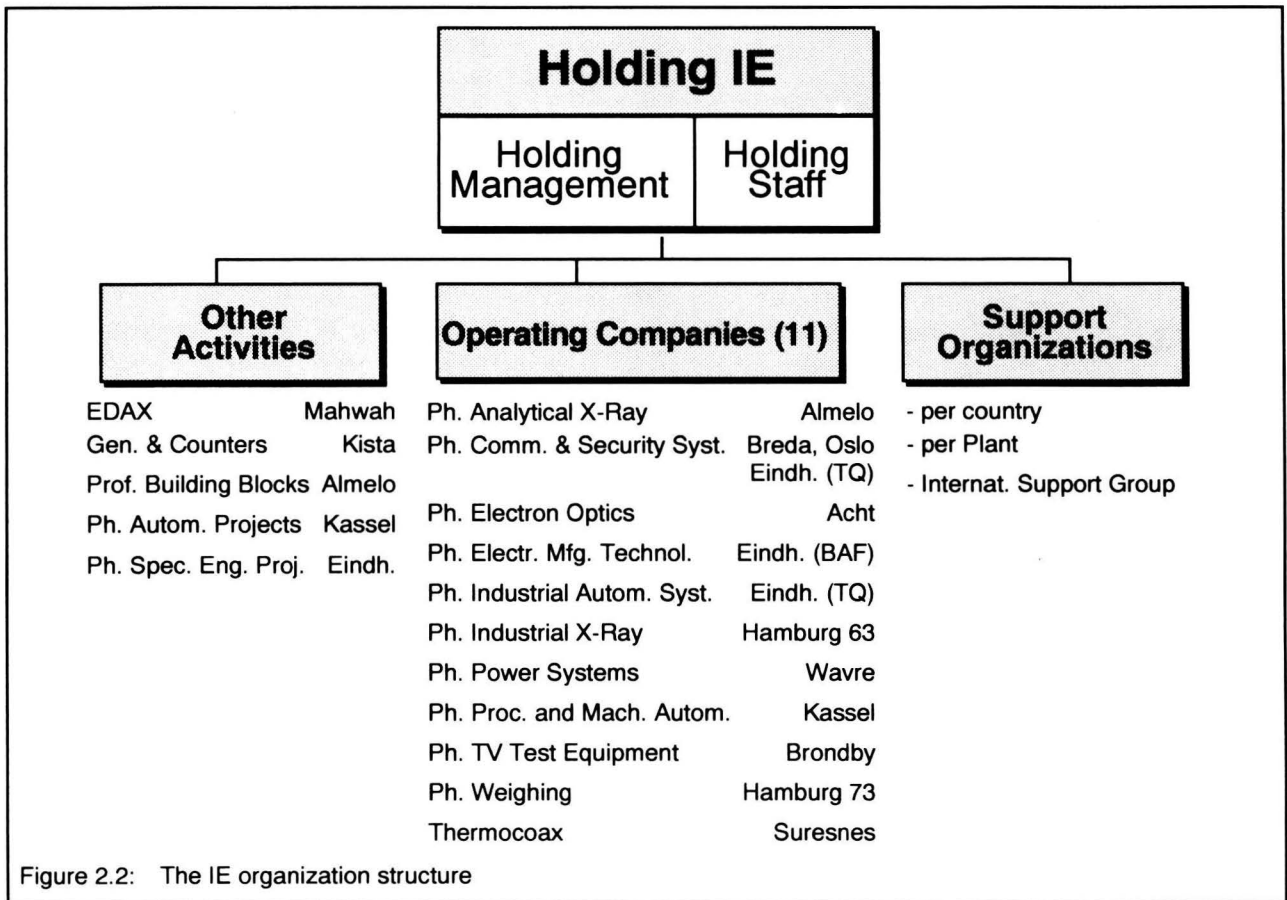 Holding IE
Holding
Management
Holding
Staff
Other
Activities
EDAX Mahwah
Gen. & Counters Kista
Prof. Building Blocks Almelo
Ph. Autom. Projects Kassel
Ph. Spec. Eng. Proj. Eindh.
Operating Companies (11)
Ph. Analytical X-Ray Almelo
Ph. Comm. & Security Syst. Breda, Oslo
Eindh. (TQ)
Ph. Electron Optics Acht
Ph. Electr. Mfg. Technol. Eindh. (BAF)
Ph. Industrial Autom. Syst. Eindh. (TQ)
Ph. Industrial X-Ray Hamburg 63
Ph. Power Systems Wavre
Ph. Proc. and Mach. Autom. Kassel
Ph. TV Test Equipment Brondby
Ph. Weighing Hamburg 73
Thermocoax Suresnes
Support
Organizations
- per country
- per Plant
- Internat. Support Group
Figure 2.2: The IE organization structure